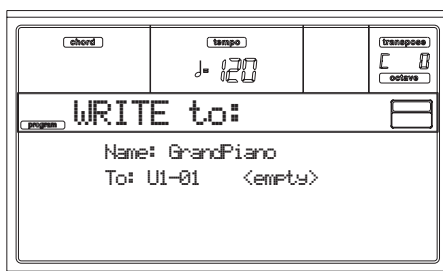 chord tempo transpose
♩= 120 C 0
octave
program WRITE to:
Name: GrandPiano
To: U1-01 <empty>